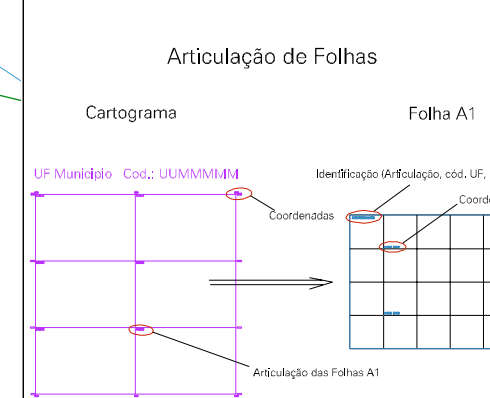 Articulação de Folhas
Cartograma
Folha A1
UF Municipio Cod.: UUMMMMM
Identificação (Articulação, cód. UF,
Coordenadas
Articulação das Folhas A1